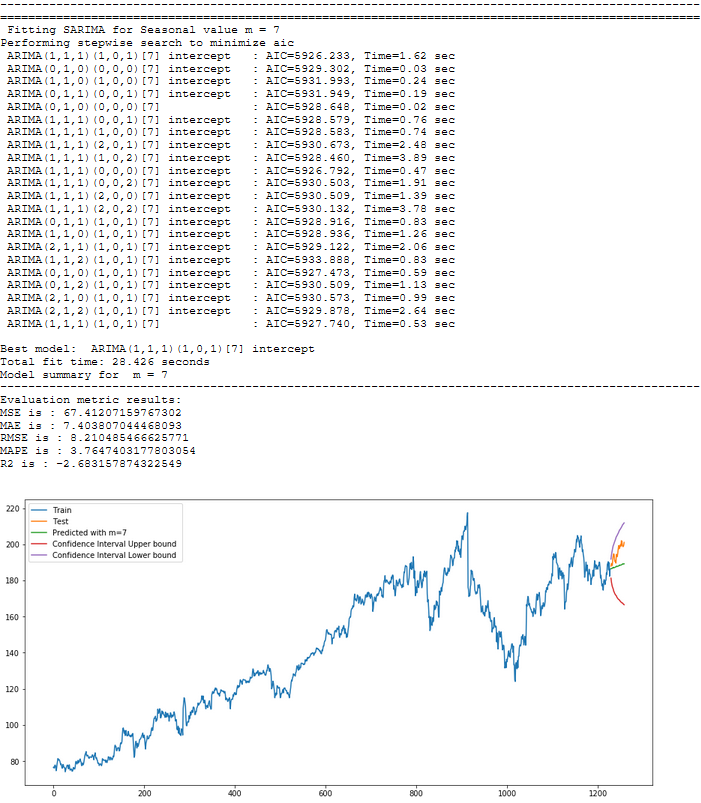 Fitting SARIMA for Seasonal value m = 7
Performing stepwise search to minimize aic
ARIMA(1,1,1)(1,0,1)[7] intercept   : AIC=5926.233, Time=1.62 sec
ARIMA(0,1,0)(0,0,0)[7] intercept   : AIC=5929.302, Time=0.03 sec
ARIMA(1,1,0)(1,0,0)[7] intercept   : AIC=5931.993, Time=0.24 sec
ARIMA(0,1,1)(0,0,1)[7] intercept   : AIC=5931.949, Time=0.19 sec
ARIMA(0,1,0)(0,0,0)[7]             : AIC=5928.648, Time=0.02 sec
ARIMA(1,1,1)(0,0,1)[7] intercept   : AIC=5928.579, Time=0.76 sec
ARIMA(1,1,1)(1,0,0)[7] intercept   : AIC=5928.583, Time=0.74 sec
ARIMA(1,1,1)(2,0,1)[7] intercept   : AIC=5930.673, Time=2.48 sec
ARIMA(1,1,1)(1,0,2)[7] intercept   : AIC=5928.460, Time=3.89 sec
ARIMA(1,1,1)(0,0,0)[7] intercept   : AIC=5926.792, Time=0.47 sec
ARIMA(1,1,1)(0,0,2)[7] intercept   : AIC=5930.503, Time=1.91 sec
ARIMA(1,1,1)(2,0,0)[7] intercept   : AIC=5930.509, Time=1.39 sec
ARIMA(1,1,1)(2,0,2)[7] intercept   : AIC=5930.132, Time=3.78 sec
ARIMA(0,1,1)(1,0,1)[7] intercept   : AIC=5928.916, Time=0.83 sec
ARIMA(1,1,0)(1,0,1)[7] intercept   : AIC=5928.936, Time=1.26 sec
ARIMA(2,1,1)(1,0,1)[7] intercept   : AIC=5929.122, Time=2.06 sec
ARIMA(1,1,2)(1,0,1)[7] intercept   : AIC=5933.888, Time=0.83 sec
ARIMA(0,1,0)(1,0,1)[7] intercept   : AIC=5927.473, Time=0.59 sec
ARIMA(0,1,2)(1,0,1)[7] intercept   : AIC=5930.509, Time=1.13 sec
ARIMA(2,1,0)(1,0,1)[7] intercept   : AIC=5930.573, Time=0.99 sec
ARIMA(2,1,2)(1,0,1)[7] intercept   : AIC=5929.878, Time=2.64 sec
ARIMA(1,1,1)(1,0,1)[7]             : AIC=5927.740, Time=0.53 sec
Best model:  ARIMA(1,1,1)(1,0,1)[7] intercept
Total fit time: 28.426 seconds
Model summary for  m = 7
Evaluation metric results:
MSE is : 67.41207159767302
MAE is : 7.403807044468093
RMSE is : 8.210485466625771
MAPE is : 3.7647403177803054
R2 is : -2.683157874322549
Train
Test
Predicted with m=7
Confidence Interval Upper bound
Confidence Interval Lower bound
220
200
180
160
140
120
100
80
0 200 400 600 800 1000 1200